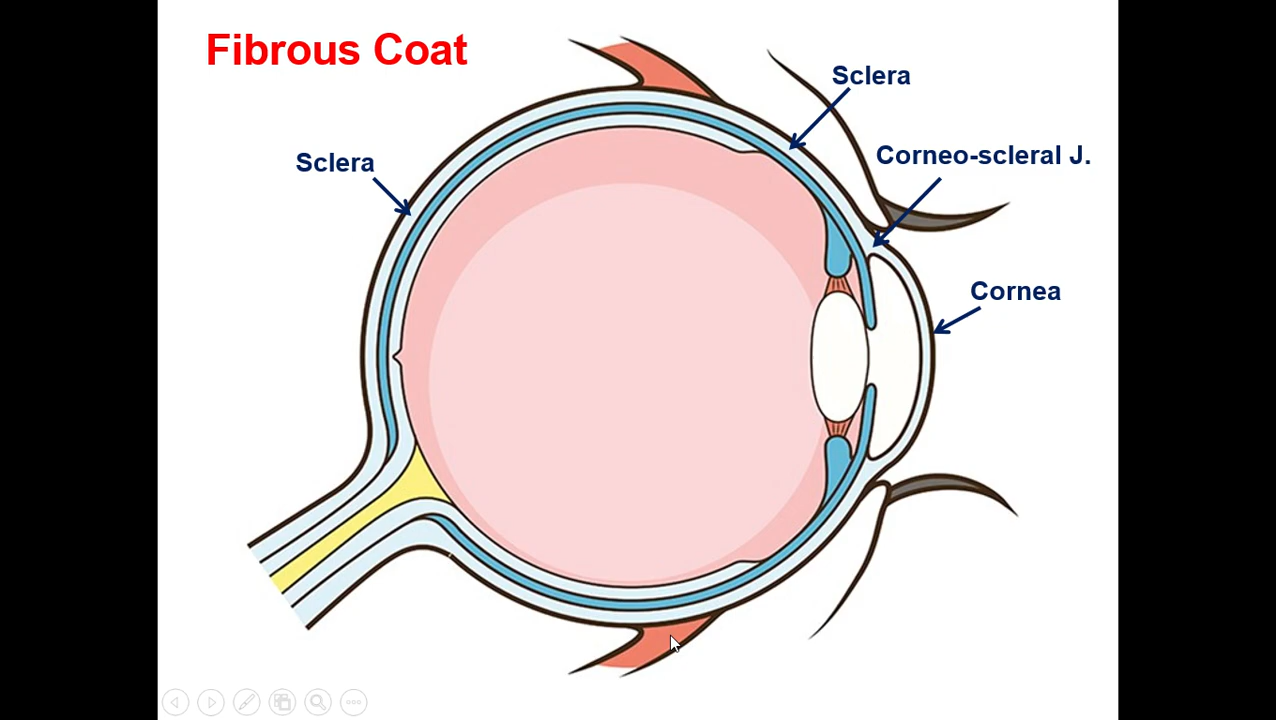 Fibrous Coat
Sclera
Corneo-scleral J.
Sclera
Cornea